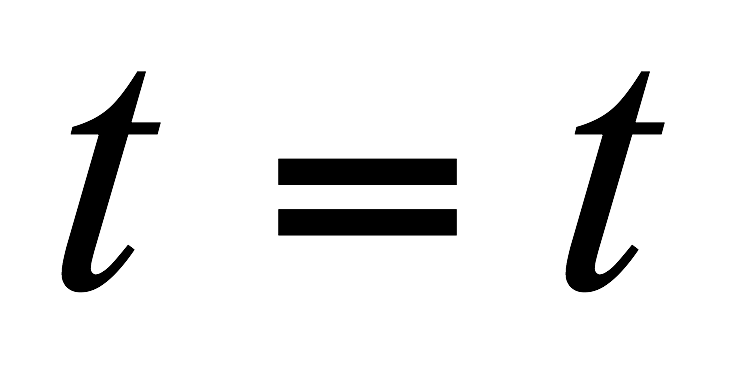 t = t